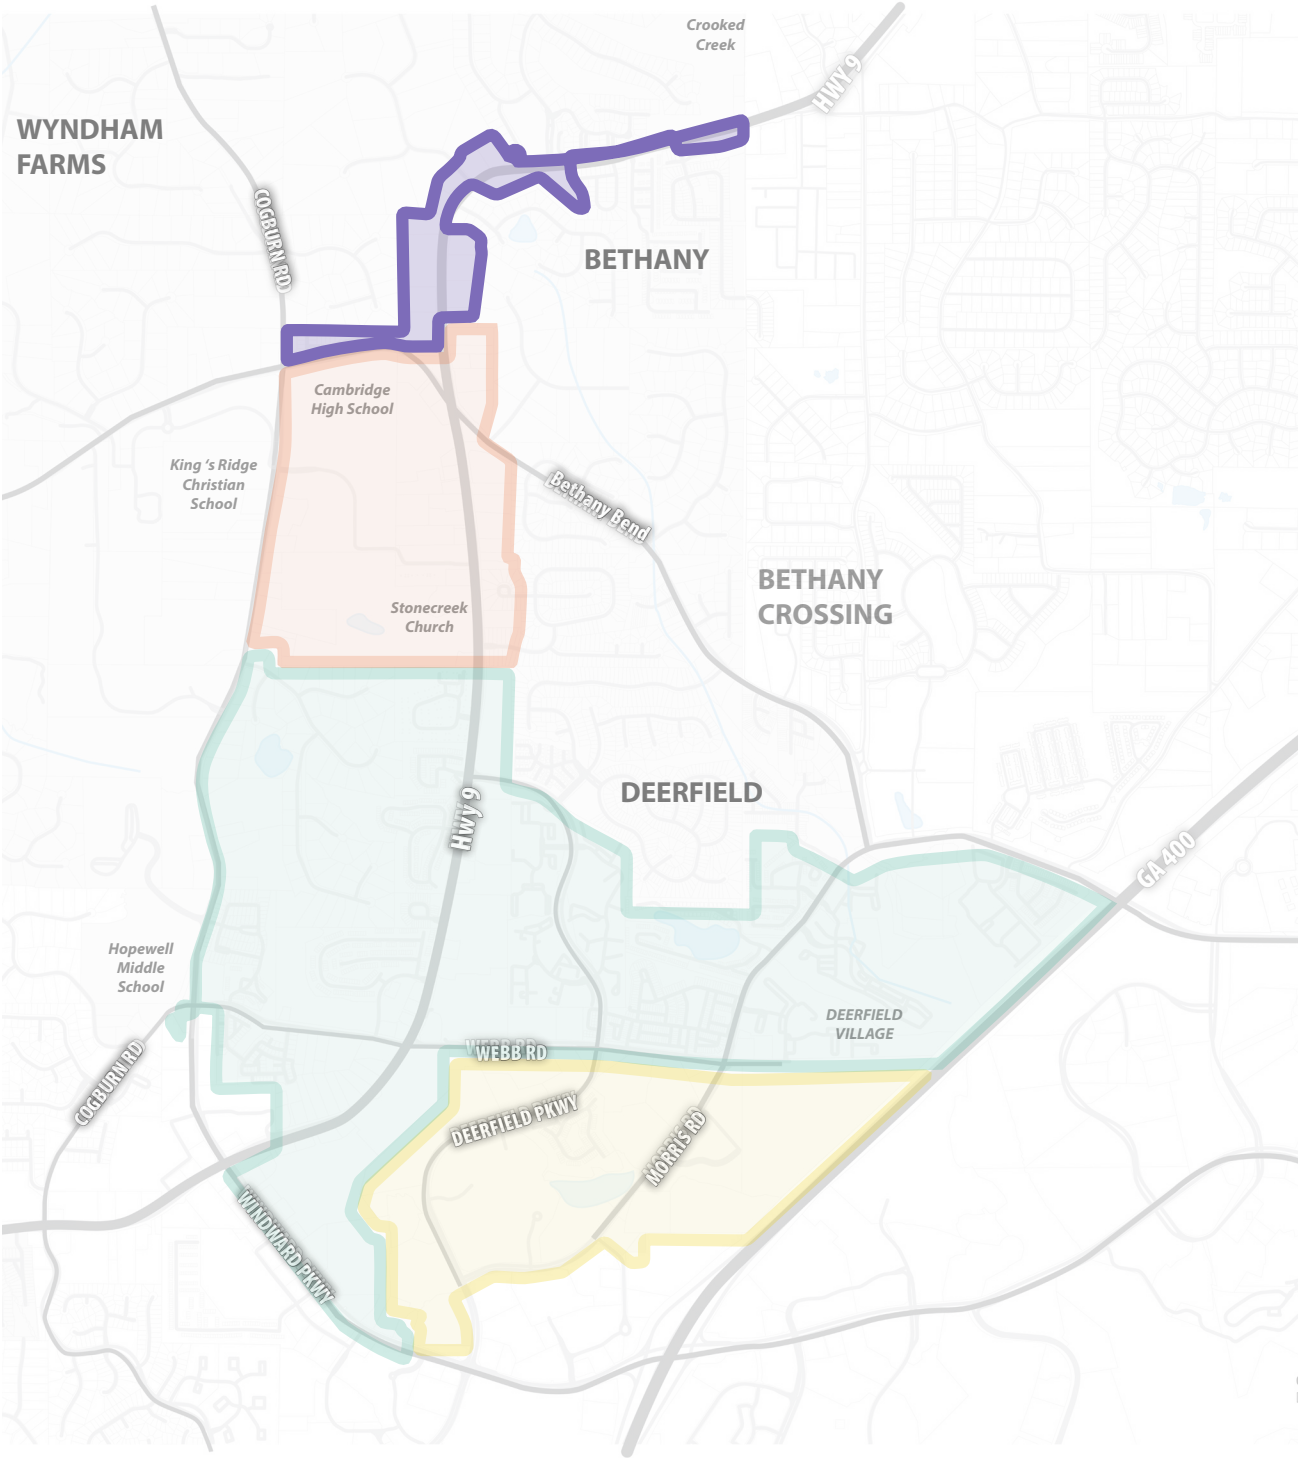 Crooked
Creek
HWY 9
WYNDHAM
FARMS
COGBURN RD
BETHANY
Cambridge
High School
King ‘s Ridge
Christian
School
Bethany Bend
BETHANY
CROSSING
Stonecreek
Church
DEERFIELD
Hwy 9
GA 400
Hopewell
Middle
School
DEERFIELD
VILLAGE
WEBB RD
COGBURN RD
DEERFIELD PKWY
MORRIS RD
WINDWARD PKWY